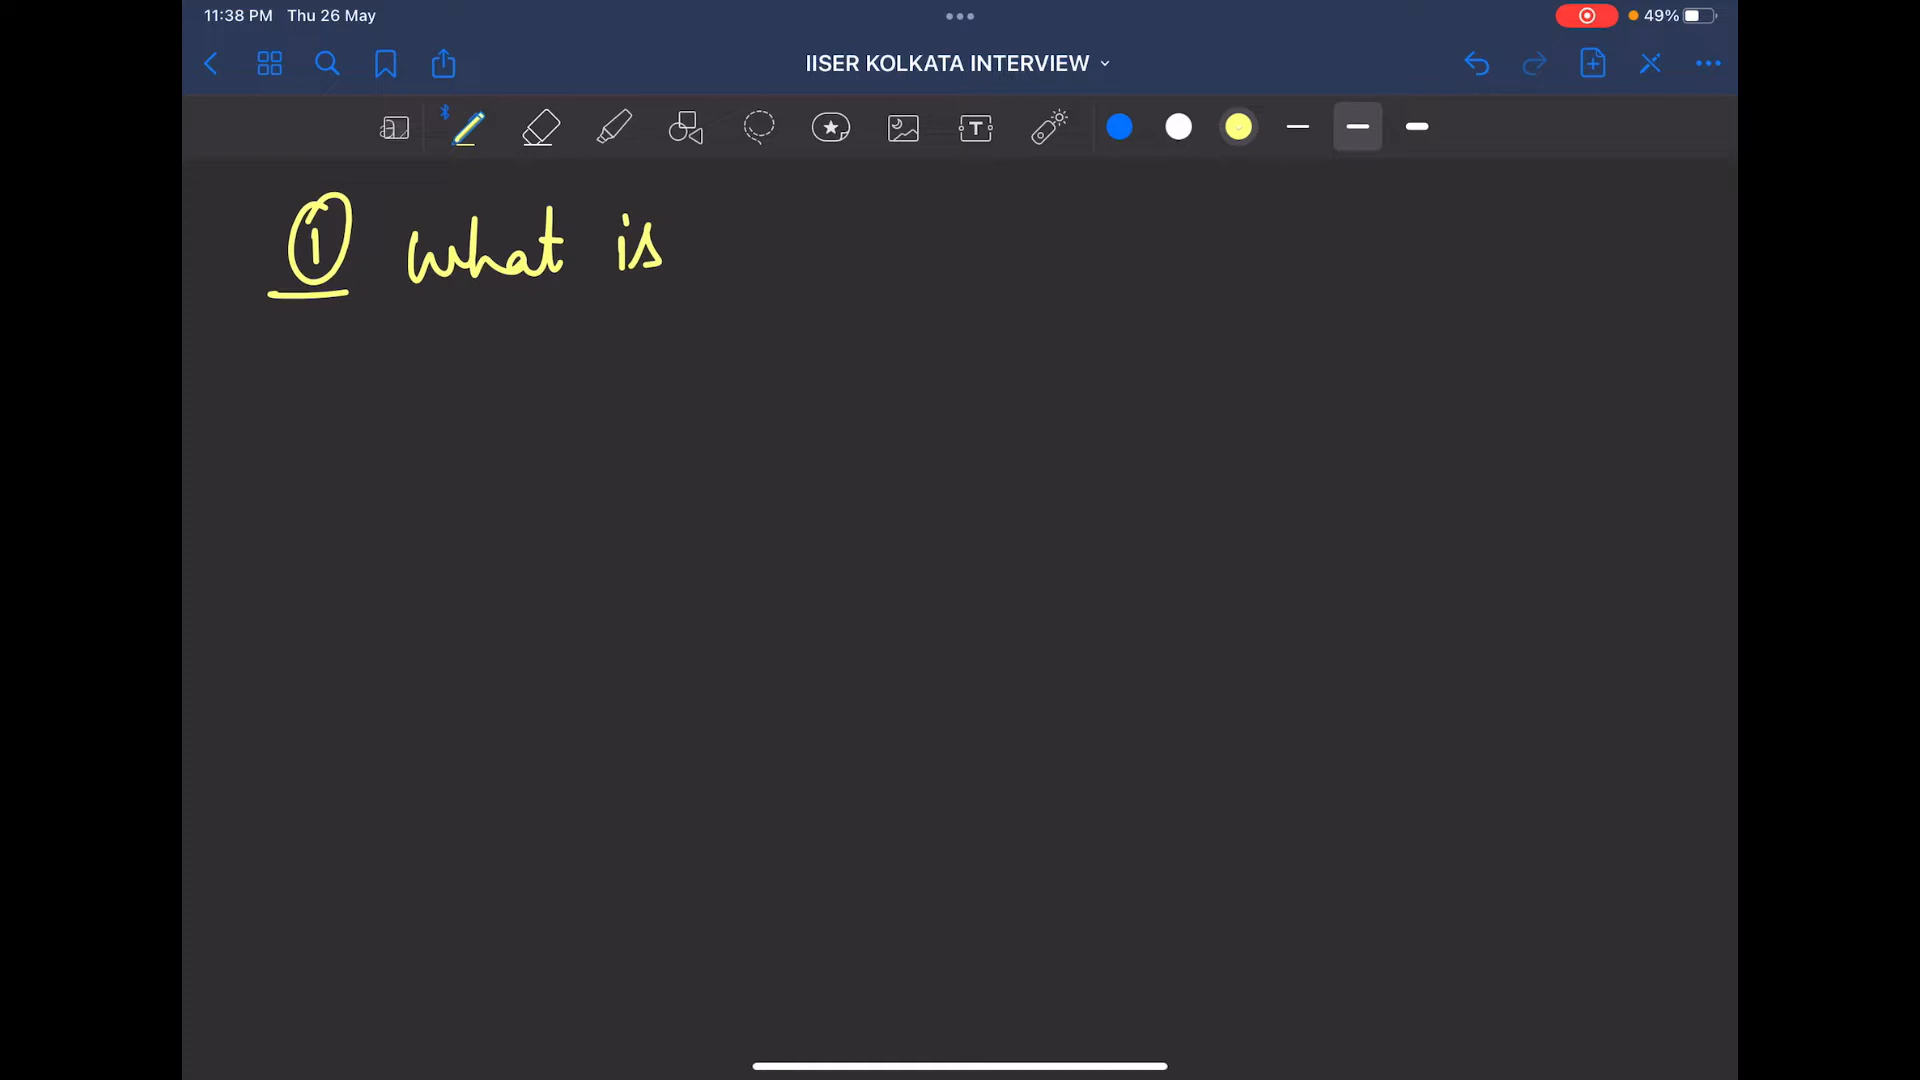 11:38 PM Thu 26 May
49%
IISER KOLKATA INTERVIEW
① What is